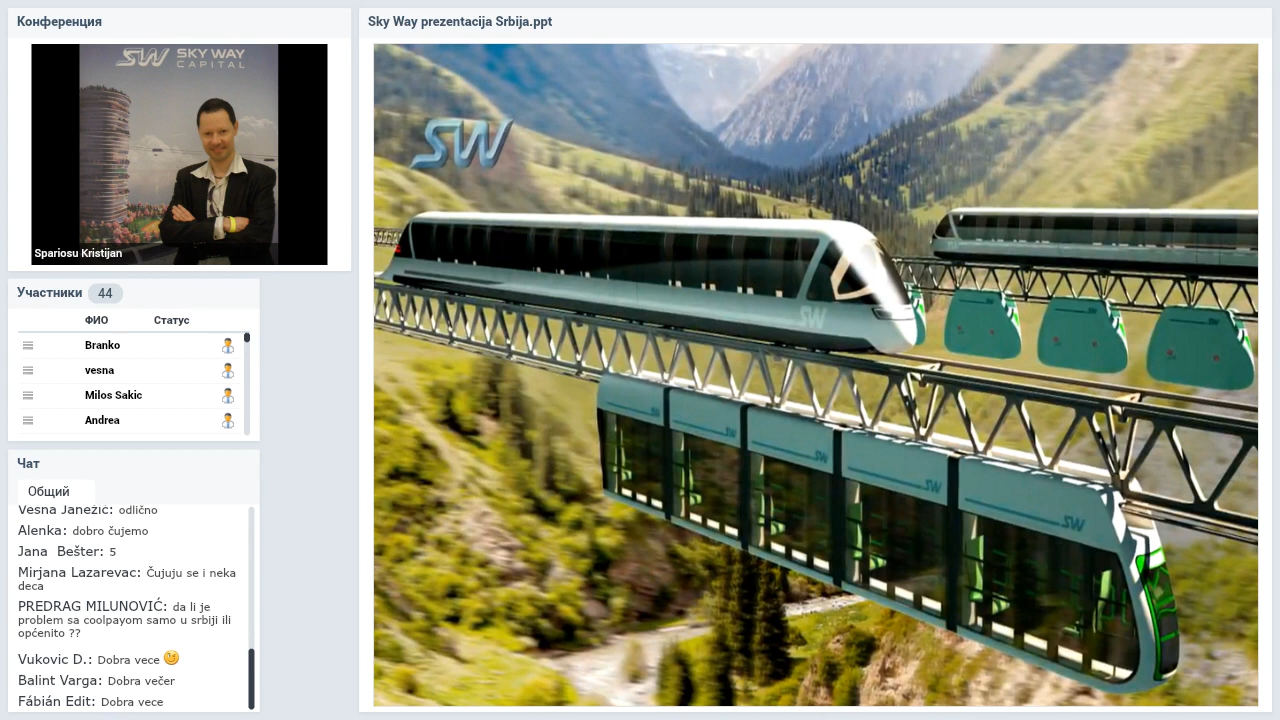 Конференция
SW SKY WAY
CAPITAL
Spariosu Kristijan
Участники 44
ФИО Статус
Branko
vesna
Milos Sakic
Andrea
Чат
Общий
Vesna Janežič: odlično
Alenka: dobro čujemo
Jana Bešter: 5
Mirjana Lazarevac: Čujuju se i neka
deca
PREDRAG MILUNOVIĆ: da li je
problem sa coolpayom samo u srbiji ili
općenito ??
Vukovic D.: Dobra vece
Balint Varga: Dobra večer
Fábián Edit: Dobra vece
Sky Way prezentacija Srbija.ppt
SW
SW
SW
SW
SW
SW
SW